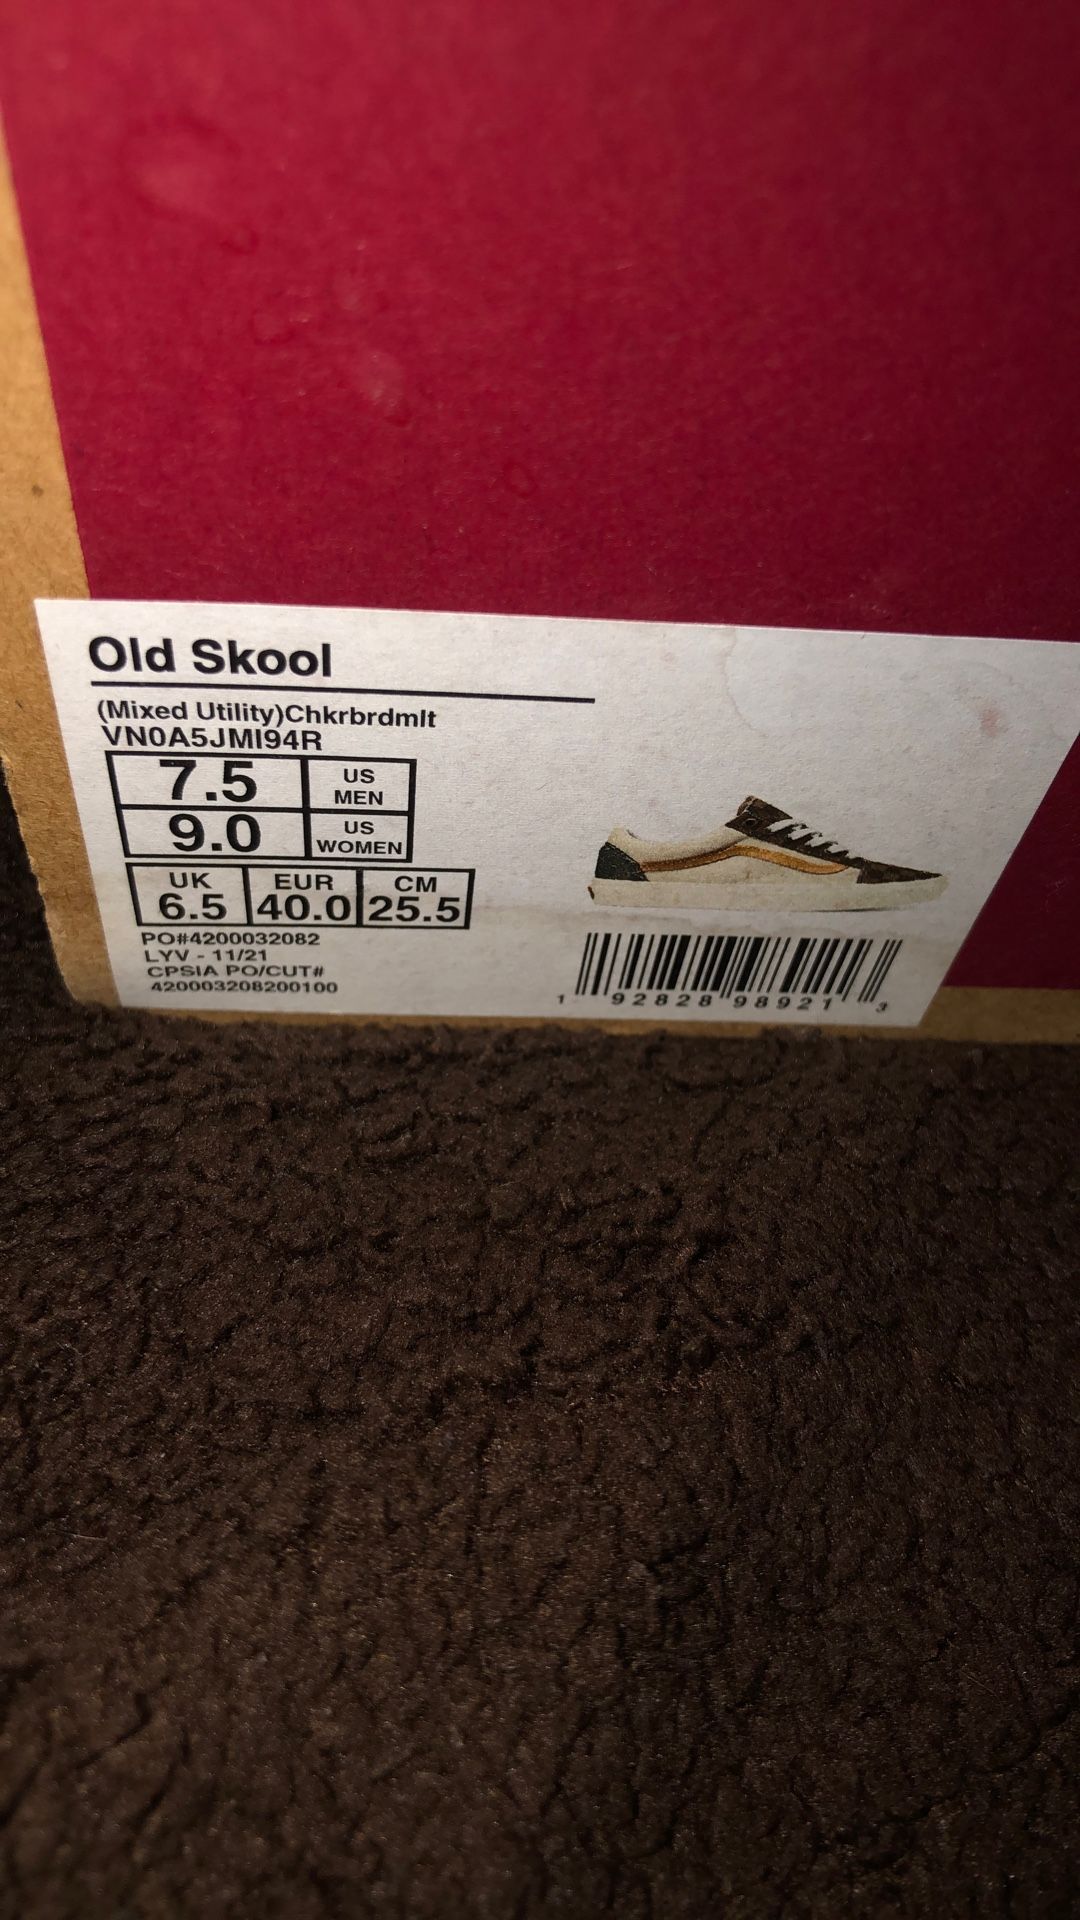 Old Skool
(Mixed Utility)Chkrbrdmlt
VN0A5JMI94R
7.5 US MEN
9.0 US WOMEN
UK EUR CM
6.5 40.0 25.5
PO#4200032082
LYV - 11/21
CPSIA PO/CUT#
420003208200100
1 92828 98921 3